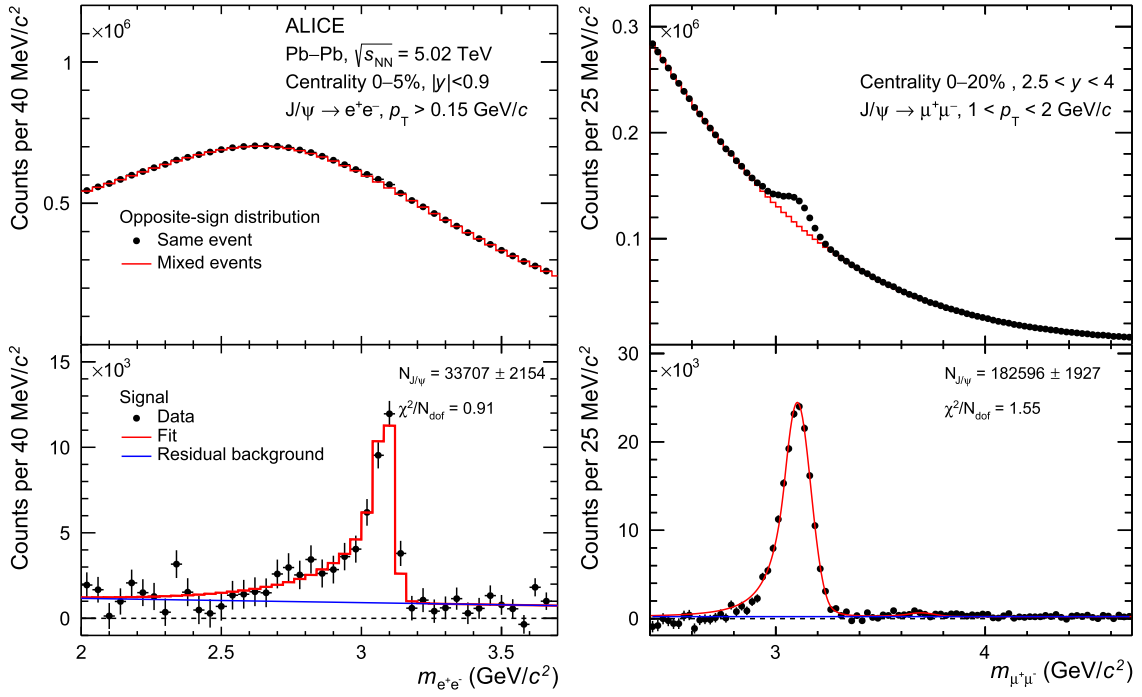 ×10⁶
ALICE
Pb–Pb, √s_NN = 5.02 TeV
Centrality 0–5%, |y|<0.9
J/ψ → e⁺e⁻, p_T > 0.15 GeV/c
Opposite-sign distribution
Same event
Mixed events
Counts per 40 MeV/c²
1
0.5
×10⁶
Centrality 0–20% , 2.5 < y < 4
J/ψ → μ⁺μ⁻, 1 < p_T < 2 GeV/c
Counts per 25 MeV/c²
0.3
0.2
0.1
×10³
N_J/ψ = 33707 ± 2154
χ²/N_dof = 0.91
Signal
Data
Fit
Residual background
Counts per 40 MeV/c²
15
10
5
0
2
2.5
3
3.5
m_e⁺e⁻ (GeV/c²)
×10³
N_J/ψ = 182596 ± 1927
χ²/N_dof = 1.55
Counts per 25 MeV/c²
30
20
10
0
3
4
m_μ⁺μ⁻ (GeV/c²)